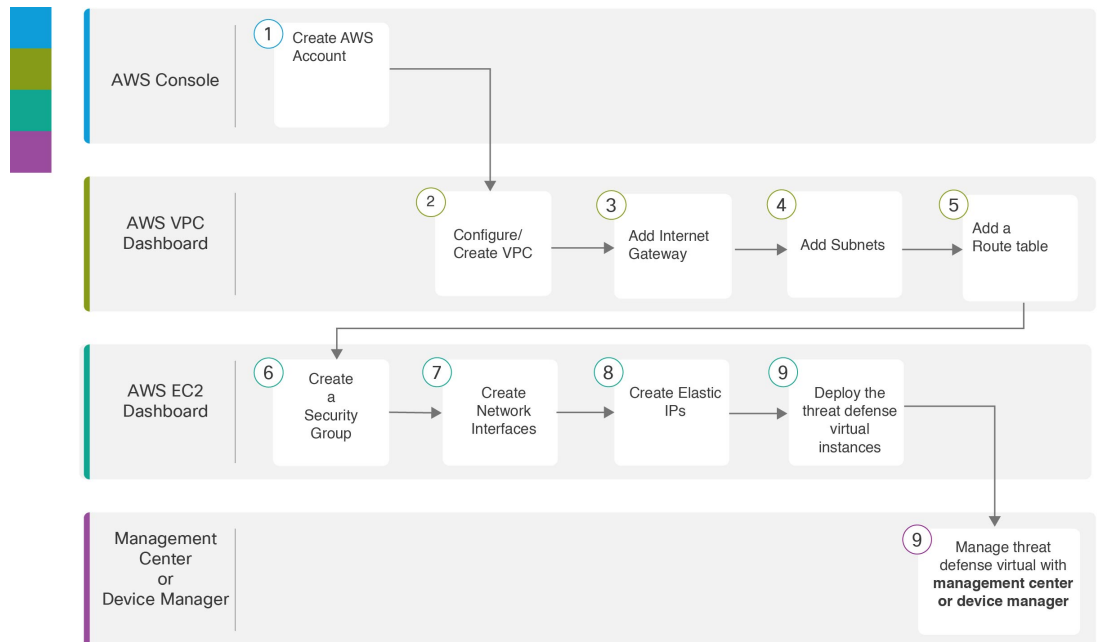 AWS Console
1
Create AWS
Account
AWS VPC
Dashboard
2
Configure/
Create VPC
3
Add Internet
Gateway
4
Add Subnets
5
Add a
Route table
AWS EC2
Dashboard
6
Create
a
Security
Group
7
Create
Network
Interfaces
8
Create Elastic
IPs
9
Deploy the
threat defense
virtual
instances
Management
Center
or
Device Manager
9
Manage threat
defense virtual with
management center
or device manager